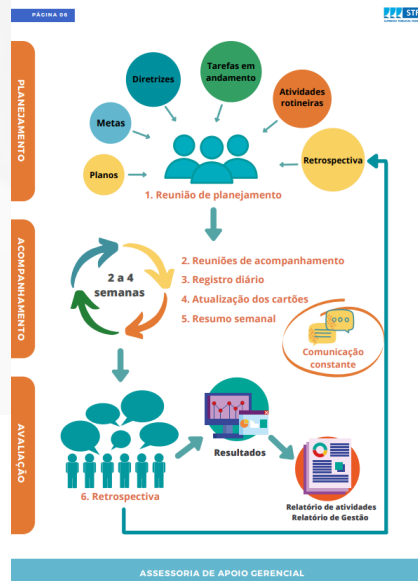 PÁGINA 06
STF
PLANEJAMENTO
Diretrizes
Tarefas em
andamento
Atividades
rotineiras
Metas
Planos
Retrospectiva
1. Reunião de planejamento
ACOMPANHAMENTO
2 a 4
semanas
2. Reuniões de acompanhamento
3. Registro diário
4. Atualização dos cartões
5. Resumo semanal
Comunicação
constante
AVALIAÇÃO
6. Retrospectiva
Resultados
Relatório de atividades
Relatório de Gestão
ASSESSORIA DE APOIO GERENCIAL